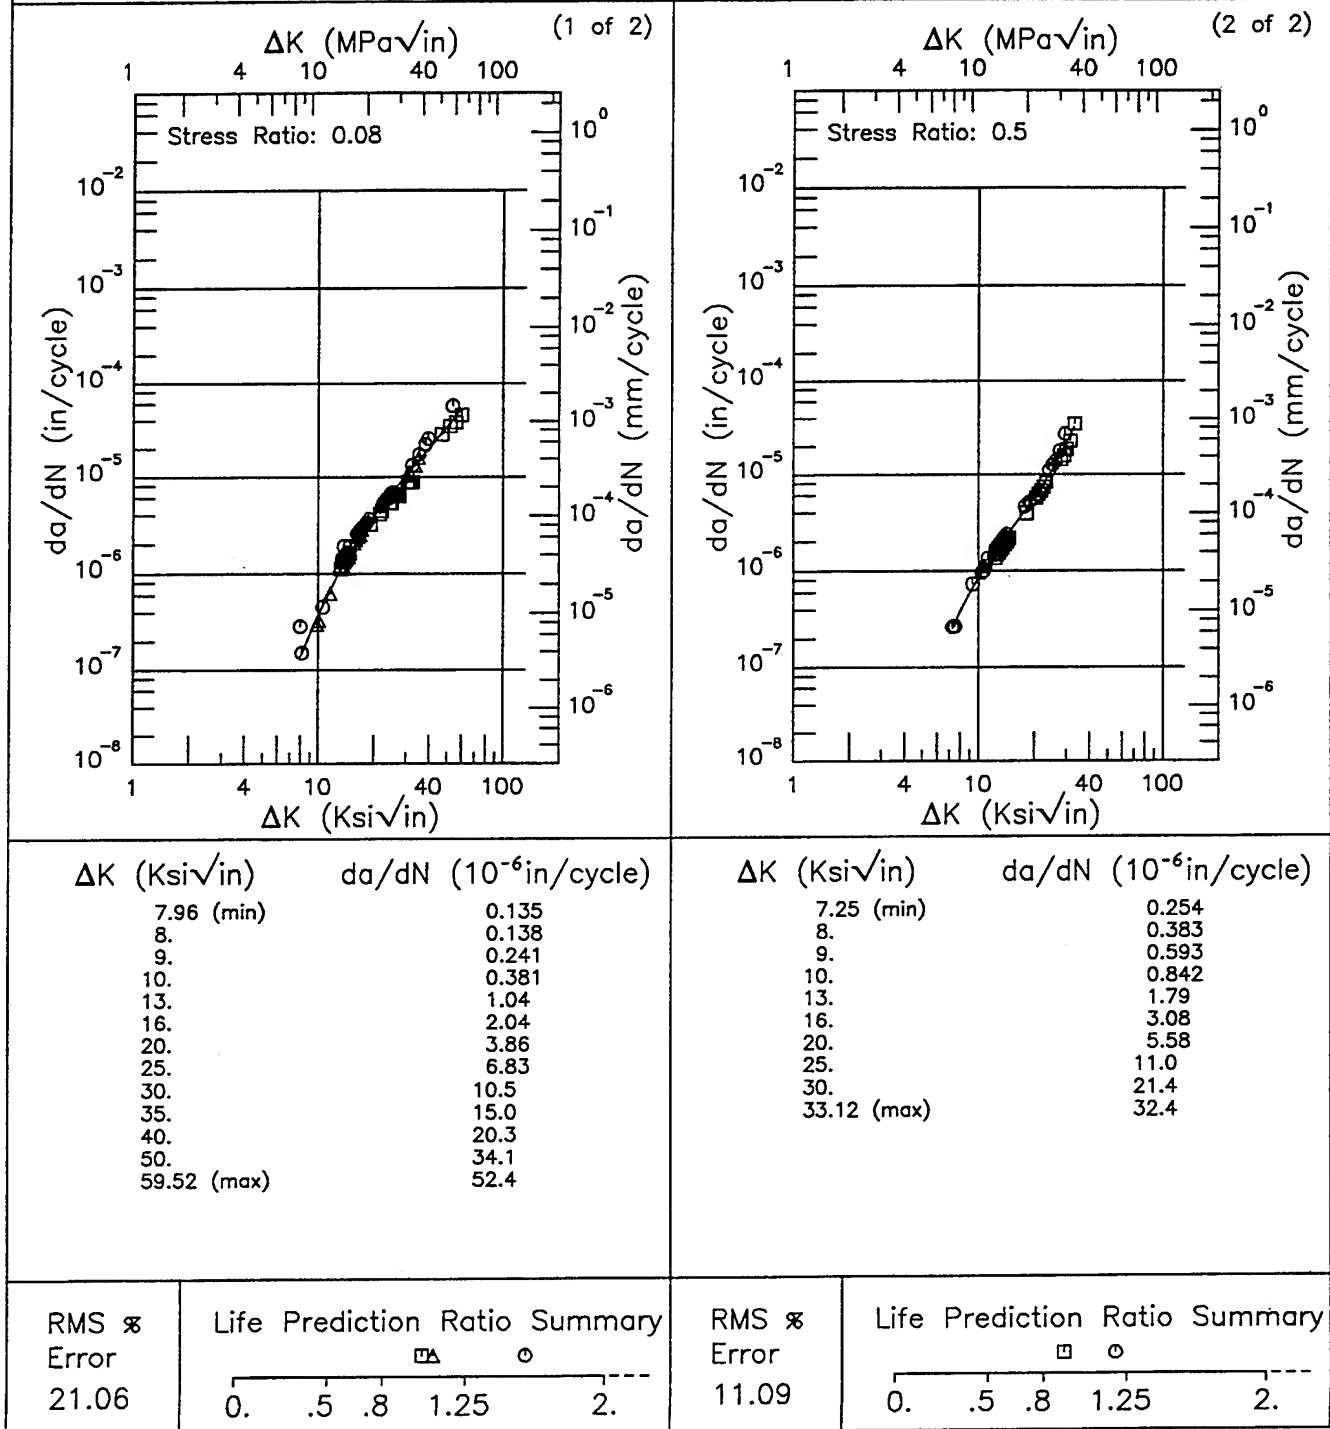 (1 of 2)
ΔK (MPa√in)
1 4 10 40 100
Stress Ratio: 0.08
10⁰
10⁻¹
10⁻²
10⁻³
10⁻⁴
10⁻⁵
10⁻⁶
da/dN (mm/cycle)
10⁻²
10⁻³
10⁻⁴
10⁻⁵
10⁻⁶
10⁻⁷
10⁻⁸
da/dN (in/cycle)
1 4 10 40 100
ΔK (Ksi√in)
ΔK (Ksi√in) da/dN (10⁻⁶in/cycle)
7.96 (min) 0.135
8. 0.138
9. 0.241
10. 0.381
13. 1.04
16. 2.04
20. 3.86
25. 6.83
30. 10.5
35. 15.0
40. 20.3
50. 34.1
59.52 (max) 52.4
RMS %
Error
21.06
Life Prediction Ratio Summary
0. .5 .8 1.25 2.
(2 of 2)
ΔK (MPa√in)
1 4 10 40 100
Stress Ratio: 0.5
10⁰
10⁻¹
10⁻²
10⁻³
10⁻⁴
10⁻⁵
10⁻⁶
da/dN (mm/cycle)
10⁻²
10⁻³
10⁻⁴
10⁻⁵
10⁻⁶
10⁻⁷
10⁻⁸
da/dN (in/cycle)
1 4 10 40 100
ΔK (Ksi√in)
ΔK (Ksi√in) da/dN (10⁻⁶in/cycle)
7.25 (min) 0.254
8. 0.383
9. 0.593
10. 0.842
13. 1.79
16. 3.08
20. 5.58
25. 11.0
30. 21.4
33.12 (max) 32.4
RMS %
Error
11.09
Life Prediction Ratio Summary
0. .5 .8 1.25 2.